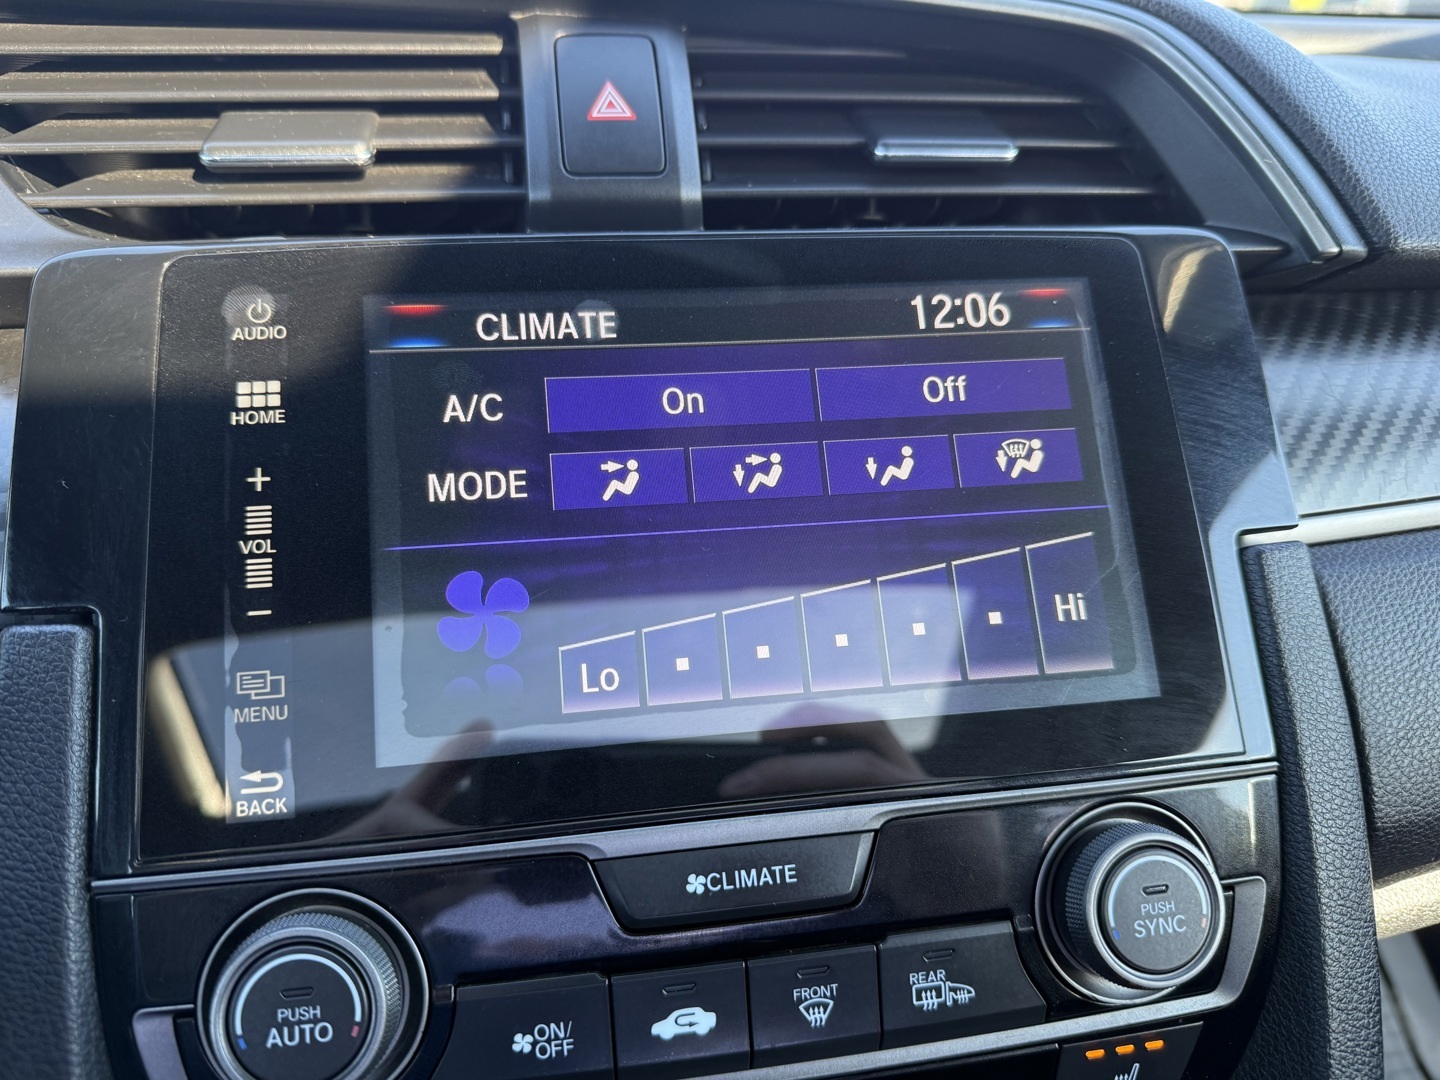 AUDIO
HOME
+
VOL
−
MENU
BACK
CLIMATE 12:06
A/C On Off
MODE
Lo Hi
CLIMATE
PUSH
AUTO
ON/
OFF
FRONT
REAR
PUSH
SYNC